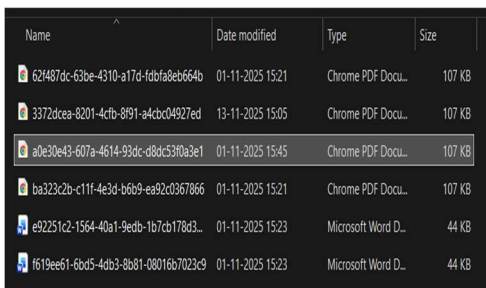 Name Date modified Type Size
62f487dc-63be-4310-a17d-fdbfa8eb664b 01-11-2025 15:21 Chrome PDF Docu... 107 KB
3372dcea-8201-4cfb-8f91-a4cbc04927ed 13-11-2025 15:05 Chrome PDF Docu... 107 KB
a0e30e43-607a-4614-93dc-d8dc53f0a3e1 01-11-2025 15:45 Chrome PDF Docu... 107 KB
ba323c2b-c11f-4e3d-b6b9-ea92c0367866 01-11-2025 15:21 Chrome PDF Docu... 107 KB
e92251c2-1564-40a1-9edb-1b7cb178d3... 01-11-2025 15:23 Microsoft Word D... 44 KB
f619ee61-6bd5-4db3-8b81-08016b7023c9 01-11-2025 15:23 Microsoft Word D... 44 KB